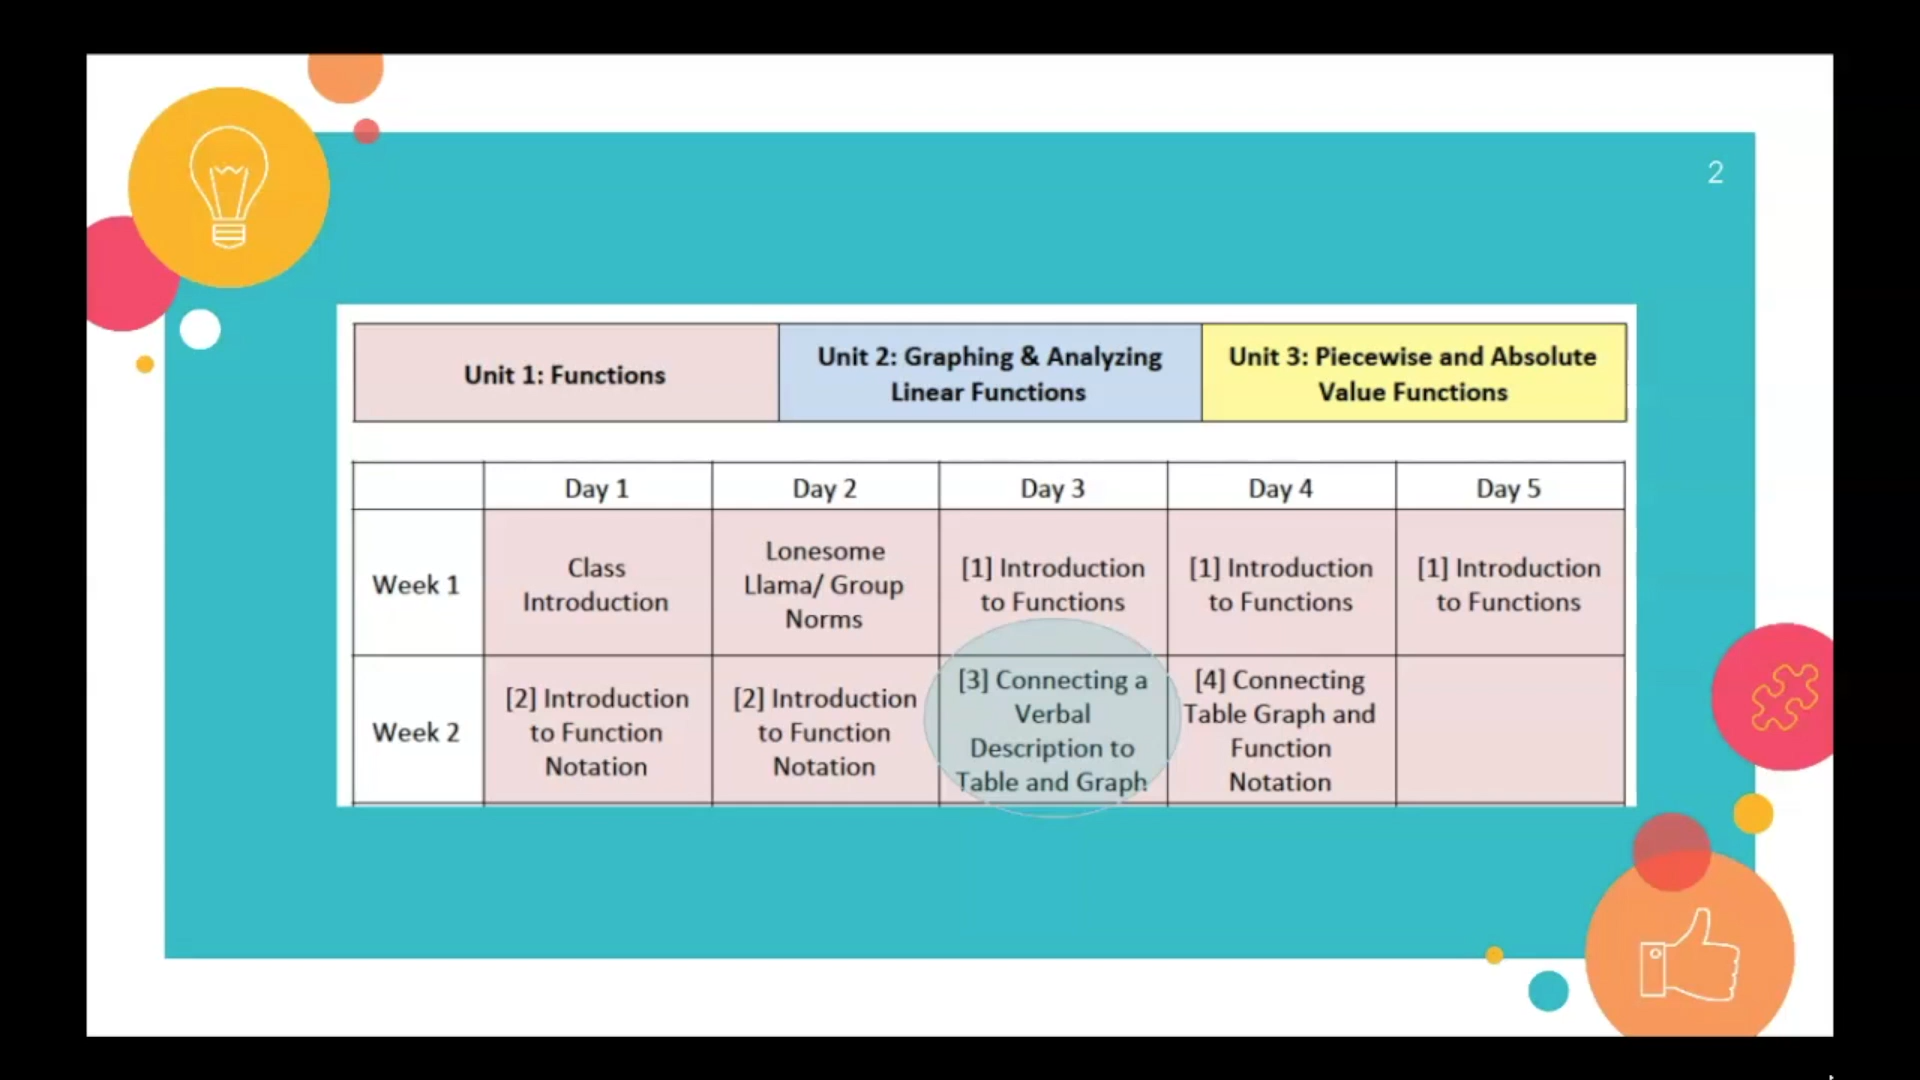 2
Unit 1: Functions
Unit 2: Graphing & Analyzing
Linear Functions
Unit 3: Piecewise and Absolute
Value Functions
Day 1
Day 2
Day 3
Day 4
Day 5
Week 1
Class
Introduction
Lonesome
Llama/ Group
Norms
[1] Introduction
to Functions
[1] Introduction
to Functions
[1] Introduction
to Functions
Week 2
[2] Introduction
to Function
Notation
[2] Introduction
to Function
Notation
[3] Connecting a
Verbal
Description to
Table and Graph
[4] Connecting
Table Graph and
Function
Notation